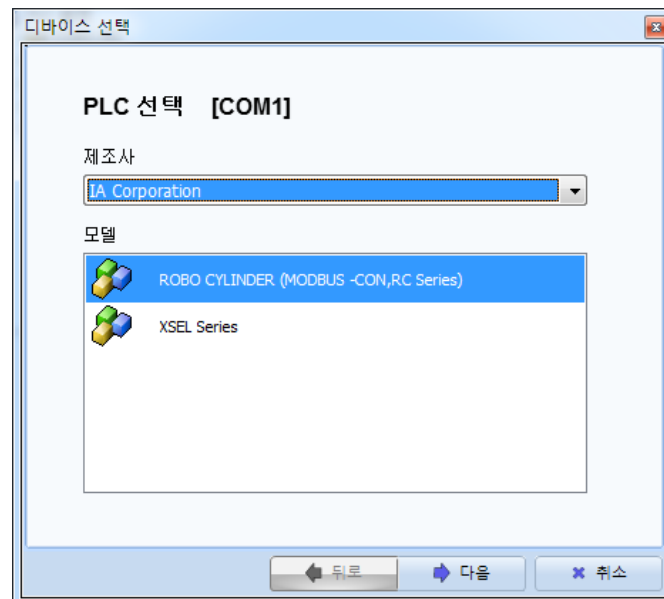 디바이스 선택
PLC 선택 [COM1]
제조사
IA Corporation
모델
ROBO CYLINDER (MODBUS -CON,RC Series)
XSEL Series
뒤로 다음 취소